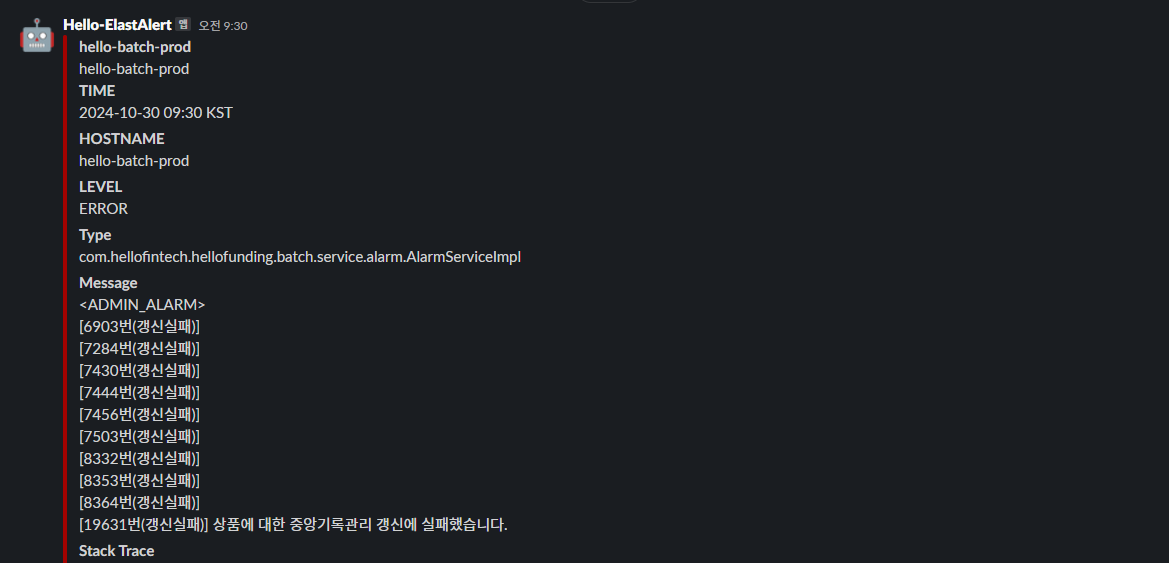 Hello-ElastAlert 앱 오전 9:30
hello-batch-prod
hello-batch-prod
TIME
2024-10-30 09:30 KST
HOSTNAME
hello-batch-prod
LEVEL
ERROR
Type
com.hellofintech.hellofunding.batch.service.alarm.AlarmServiceImpl
Message
<ADMIN_ALARM>
[6903번(갱신실패)]
[7284번(갱신실패)]
[7430번(갱신실패)]
[7444번(갱신실패)]
[7456번(갱신실패)]
[7503번(갱신실패)]
[8332번(갱신실패)]
[8353번(갱신실패)]
[8364번(갱신실패)]
[19631번(갱신실패)] 상품에 대한 중앙기록관리 갱신에 실패했습니다.
Stack Trace